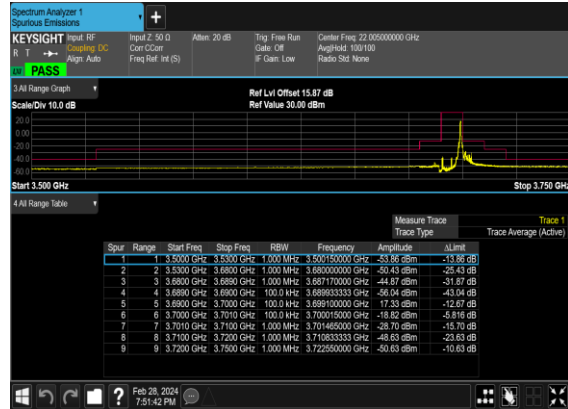 Spectrum Analyzer 1
Spurious Emissions
KEYSIGHT Input: RF Input Z: 50 Ω Atten: 20 dB Trig: Free Run Center Freq: 22.005000000 GHz
R T Coupling: DC Corr CCorr Gate: Off Avg|Hold: 100/100
Align: Auto Freq Ref: Int (S) IF Gain: Low Radio Std: None
PASS
3 All Range Graph Ref Lvl Offset 15.87 dB
Scale/Div 10.0 dB Ref Value 30.00 dBm
20.0
0.00
-20.0
-40.0
-60.0
Start 3.500 GHz Stop 3.750 GHz
4 All Range Table
Measure Trace Trace 1
Trace Type Trace Average (Active)
Spur Range Start Freq Stop Freq RBW Frequency Amplitude ΔLimit
1 1 3.5000 GHz 3.5300 GHz 1.000 MHz 3.500150000 GHz -53.86 dBm -13.86 dB
2 2 3.5300 GHz 3.6800 GHz 1.000 MHz 3.680000000 GHz -50.43 dBm -25.43 dB
3 3 3.6800 GHz 3.6890 GHz 1.000 MHz 3.687170000 GHz -44.87 dBm -31.87 dB
4 4 3.6890 GHz 3.6900 GHz 100.0 kHz 3.689933333 GHz -56.04 dBm -43.04 dB
5 5 3.6900 GHz 3.7000 GHz 100.0 kHz 3.699100000 GHz 17.33 dBm -12.67 dB
6 6 3.7000 GHz 3.7010 GHz 100.0 kHz 3.700015000 GHz -18.82 dBm -5.816 dB
7 7 3.7010 GHz 3.7100 GHz 1.000 MHz 3.701465000 GHz -28.70 dBm -15.70 dB
8 8 3.7100 GHz 3.7200 GHz 1.000 MHz 3.710833333 GHz -48.63 dBm -23.63 dB
9 9 3.7200 GHz 3.7500 GHz 1.000 MHz 3.722550000 GHz -50.63 dBm -10.63 dB
? Feb 28, 2024
7:51:42 PM